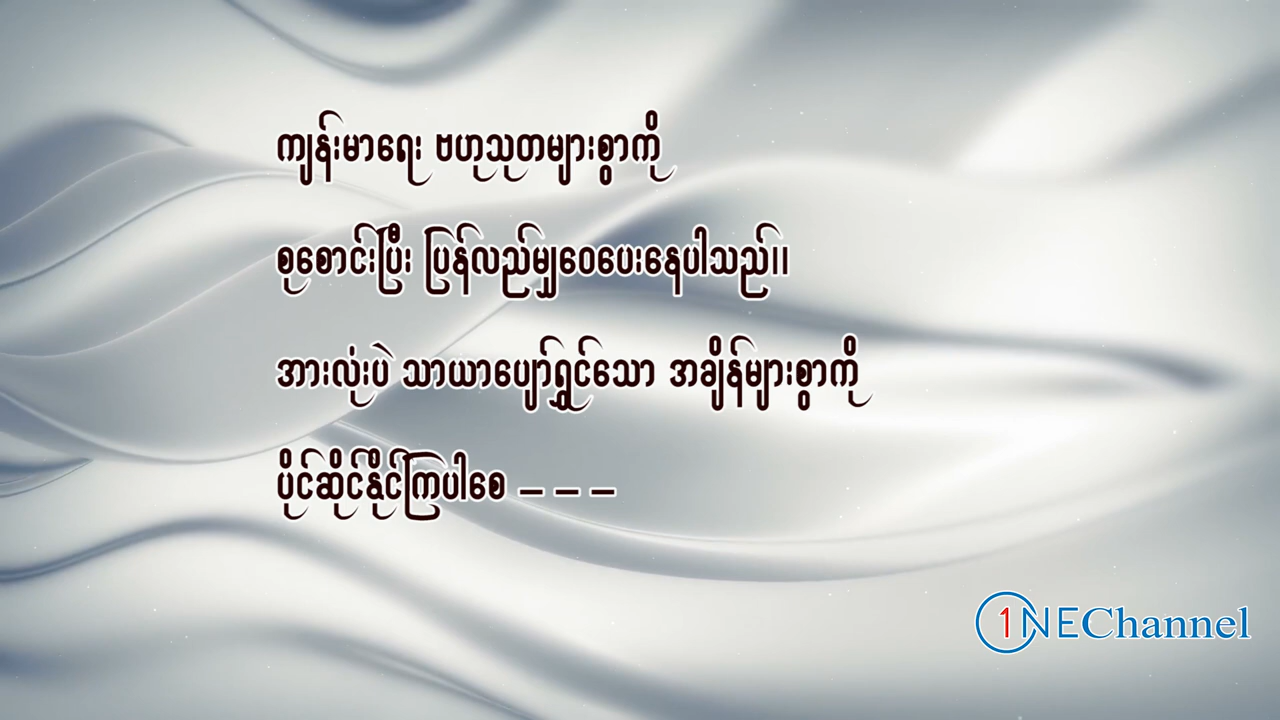 ကျန်းမာရေး ဗဟုသုတများစွာကို
စုစောင်းပြီး ပြန်လည်မျှဝေပေးနေပါသည်။
အားလုံးပဲ သာယာပျော်ရွှင်သော အချိန်များစွာကို
ပိုင်ဆိုင်နိုင်ကြပါစေ – – –
1NEChannel